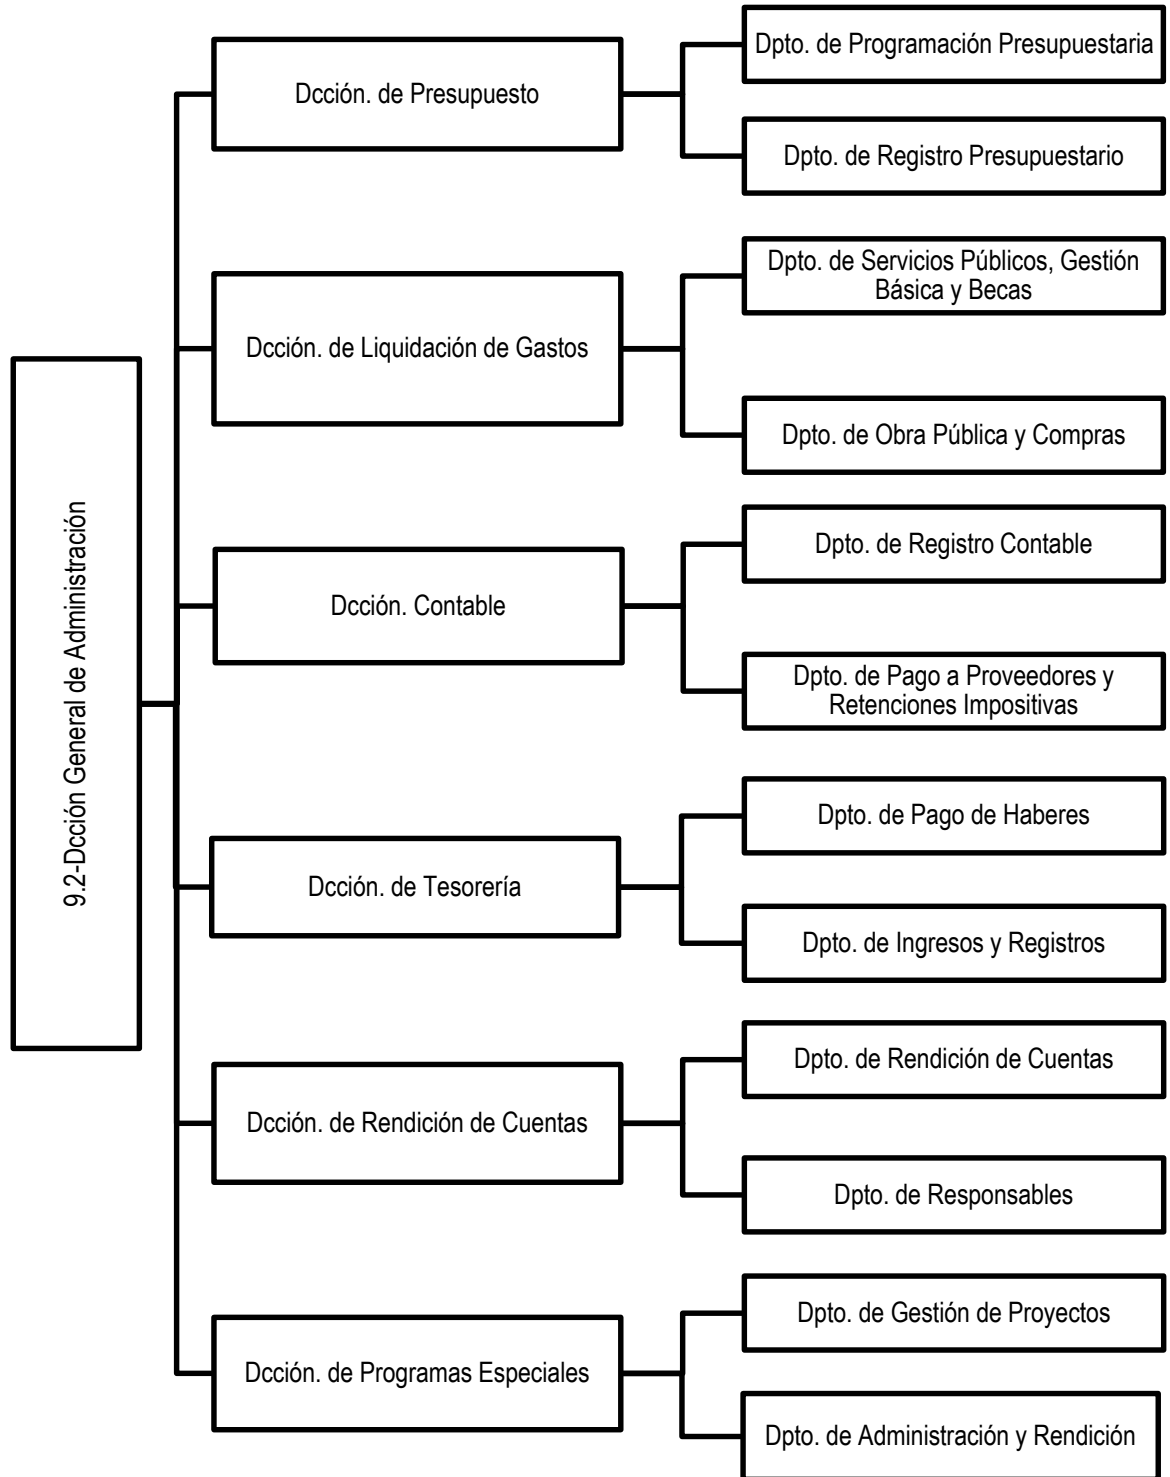 9.2-Dcción General de Administración
Dcción. de Presupuesto
Dpto. de Programación Presupuestaria
Dpto. de Registro Presupuestario
Dcción. de Liquidación de Gastos
Dpto. de Servicios Públicos, Gestión
Básica y Becas
Dpto. de Obra Pública y Compras
Dcción. Contable
Dpto. de Registro Contable
Dpto. de Pago a Proveedores y
Retenciones Impositivas
Dcción. de Tesorería
Dpto. de Pago de Haberes
Dpto. de Ingresos y Registros
Dcción. de Rendición de Cuentas
Dpto. de Rendición de Cuentas
Dpto. de Responsables
Dcción. de Programas Especiales
Dpto. de Gestión de Proyectos
Dpto. de Administración y Rendición